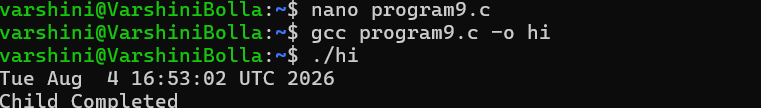 varshini@VarshiniBolla:~$ nano program9.c
varshini@VarshiniBolla:~$ gcc program9.c -o hi
varshini@VarshiniBolla:~$ ./hi
Tue Aug  4 16:53:02 UTC 2026
Child Completed